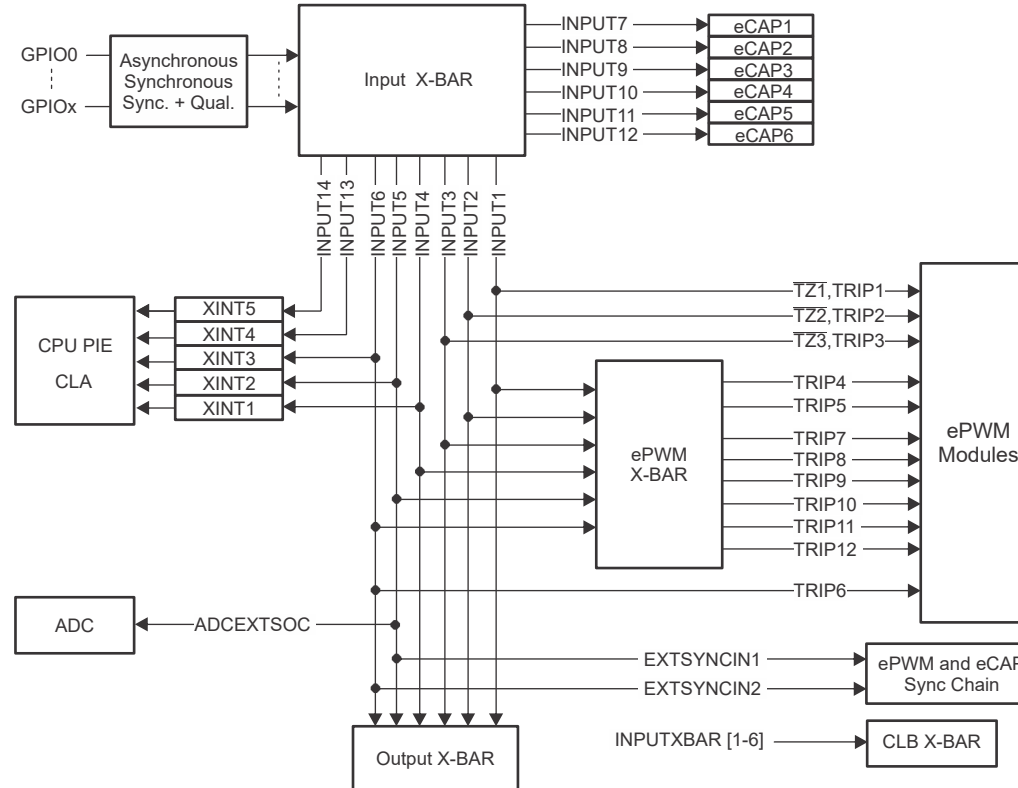 GPIO0
GPIOx
Asynchronous
Synchronous
Sync. + Qual.
Input X-BAR
INPUT7
INPUT8
INPUT9
INPUT10
INPUT11
INPUT12
eCAP1
eCAP2
eCAP3
eCAP4
eCAP5
eCAP6
INPUT14
INPUT13
INPUT6
INPUT5
INPUT4
INPUT3
INPUT2
INPUT1
CPU PIE
CLA
XINT5
XINT4
XINT3
XINT2
XINT1
TZ1,TRIP1
TZ2,TRIP2
TZ3,TRIP3
ePWM
X-BAR
TRIP4
TRIP5
TRIP7
TRIP8
TRIP9
TRIP10
TRIP11
TRIP12
TRIP6
ePWM
Modules
ADC
ADCEXTSOC
EXTSYNCIN1
EXTSYNCIN2
ePWM and eCAP
Sync Chain
INPUTXBAR [1-6]
CLB X-BAR
Output X-BAR